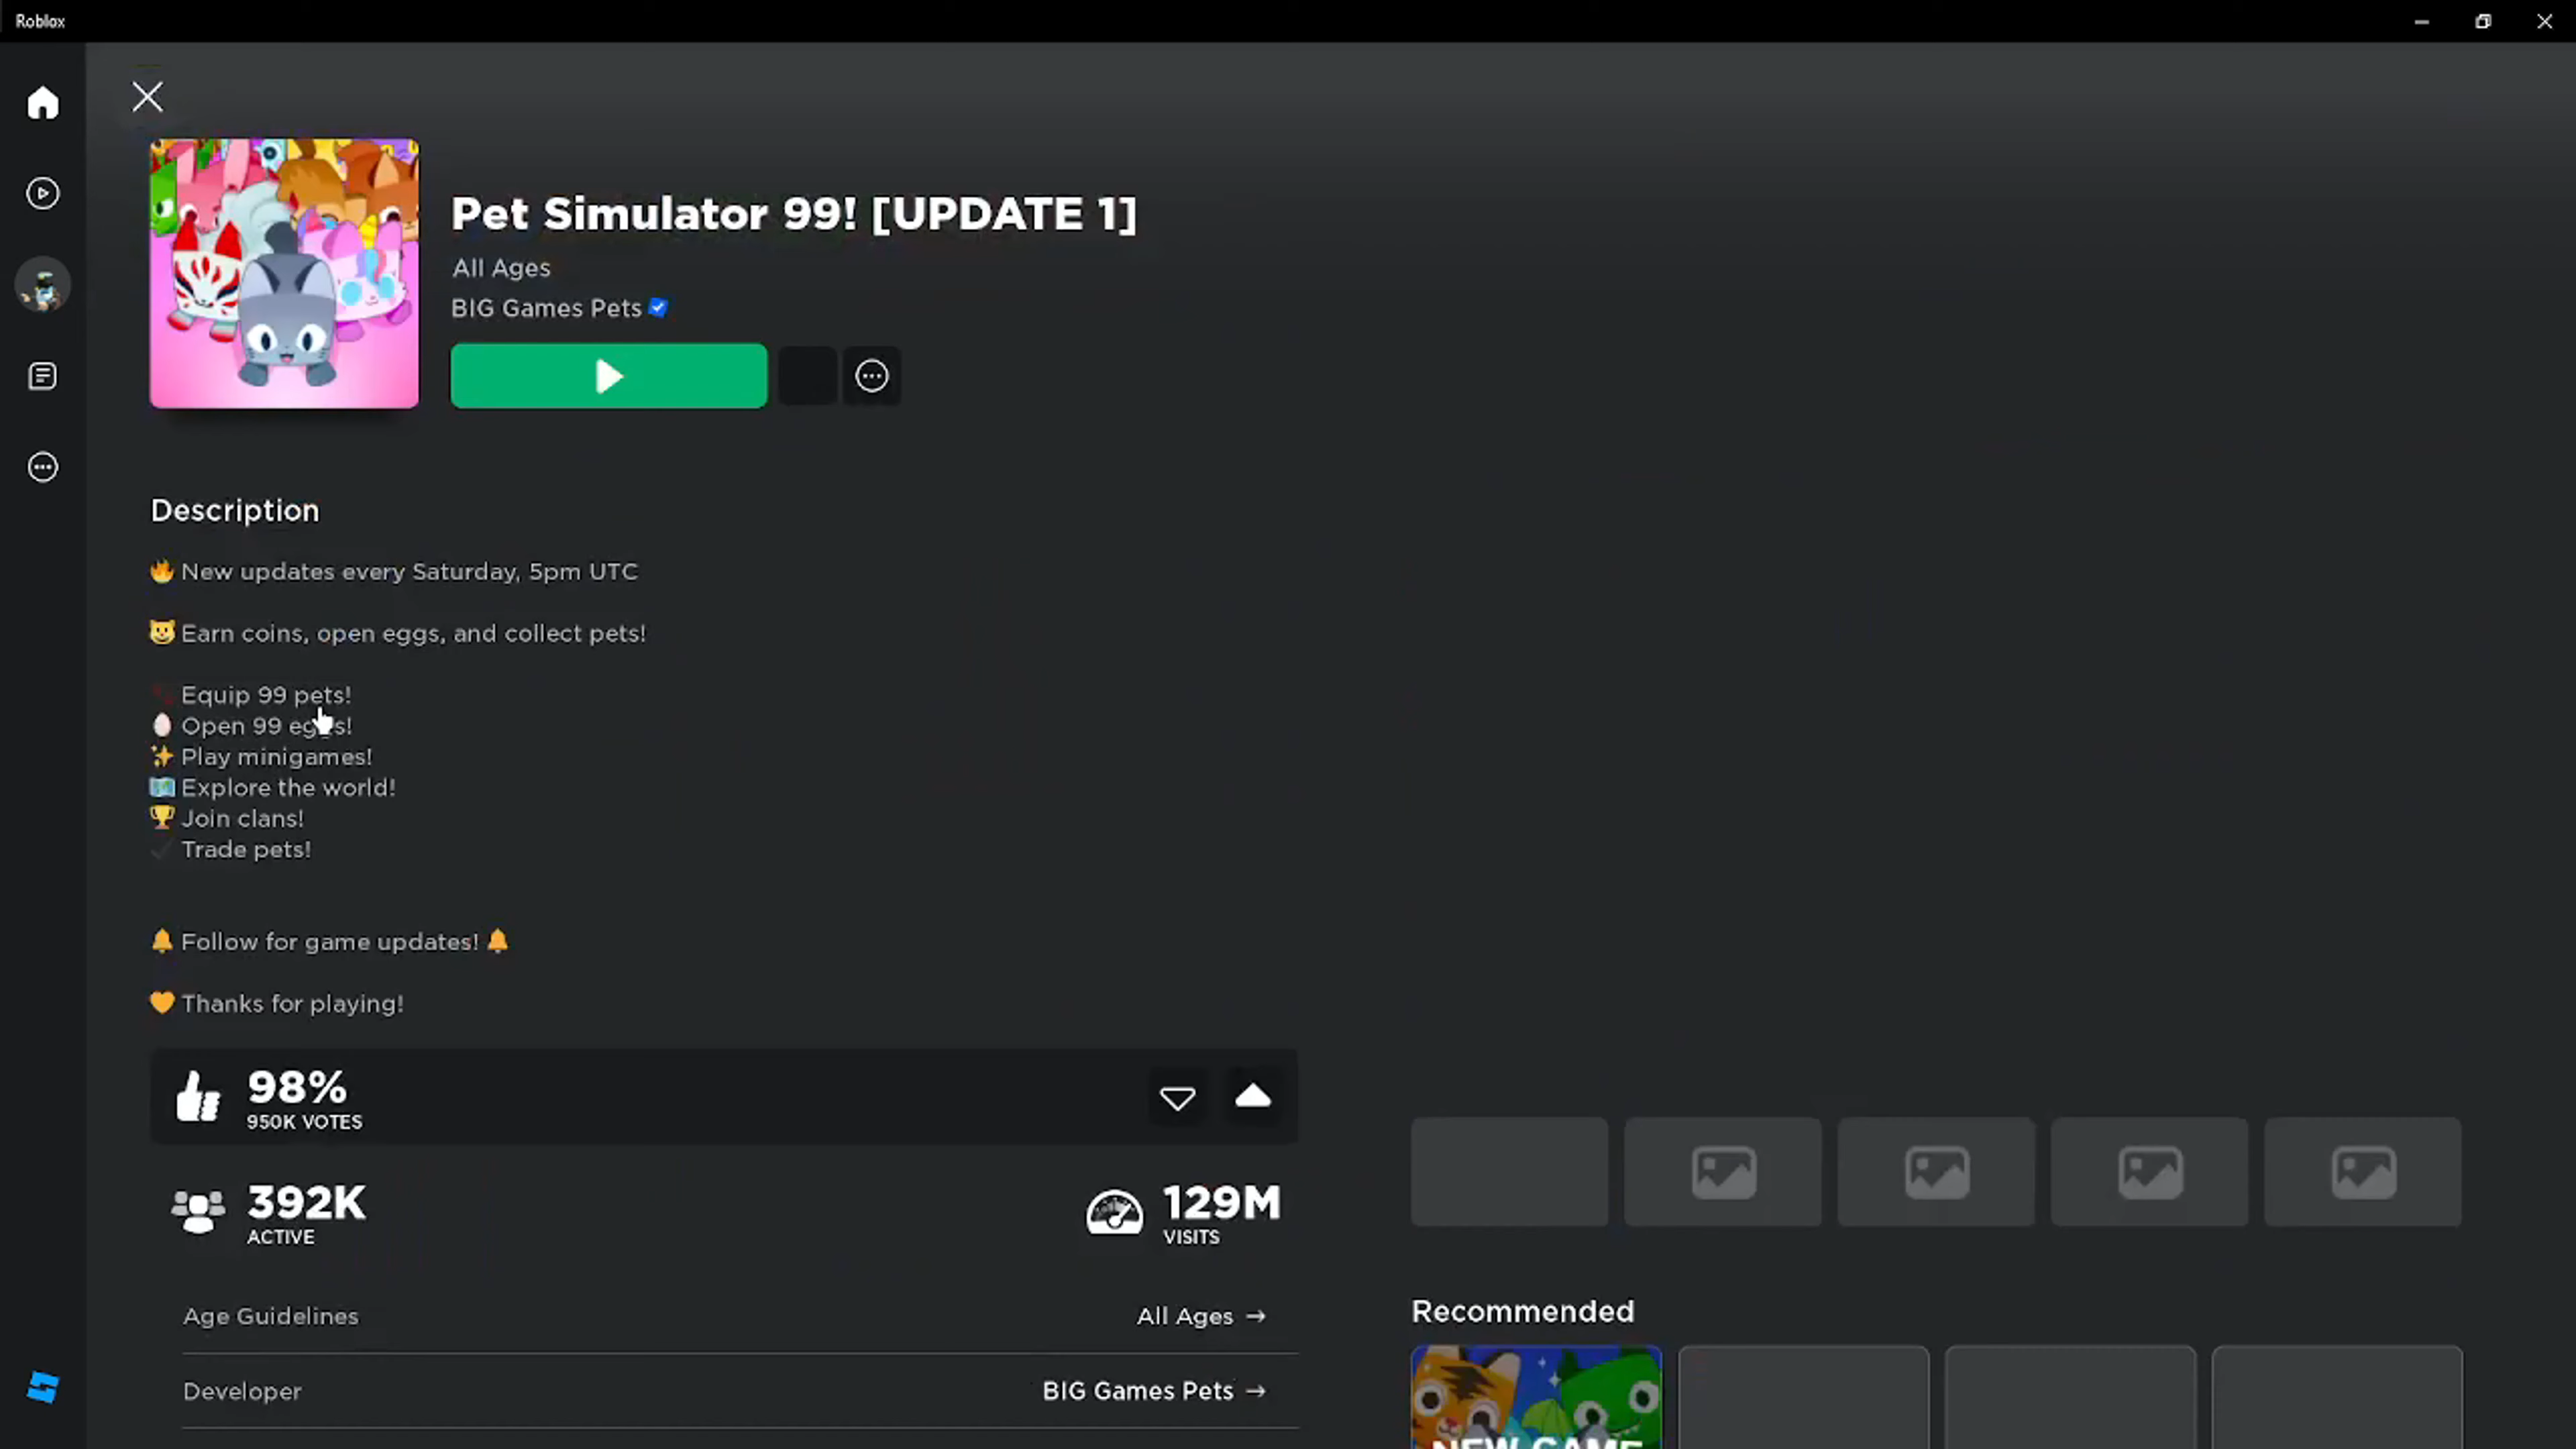 Roblox
Pet Simulator 99! [UPDATE 1]
All Ages
BIG Games Pets
Description
🔥 New updates every Saturday, 5pm UTC
😺 Earn coins, open eggs, and collect pets!
Equip 99 pets!
🥚 Open 99 eggs!
✨ Play minigames!
🗺️ Explore the world!
🏆 Join clans!
✔️ Trade pets!
🔔 Follow for game updates! 🔔
🧡 Thanks for playing!
98%
950K VOTES
392K
ACTIVE
129M
VISITS
Age Guidelines
All Ages →
Developer
BIG Games Pets →
Recommended
NEW GAME